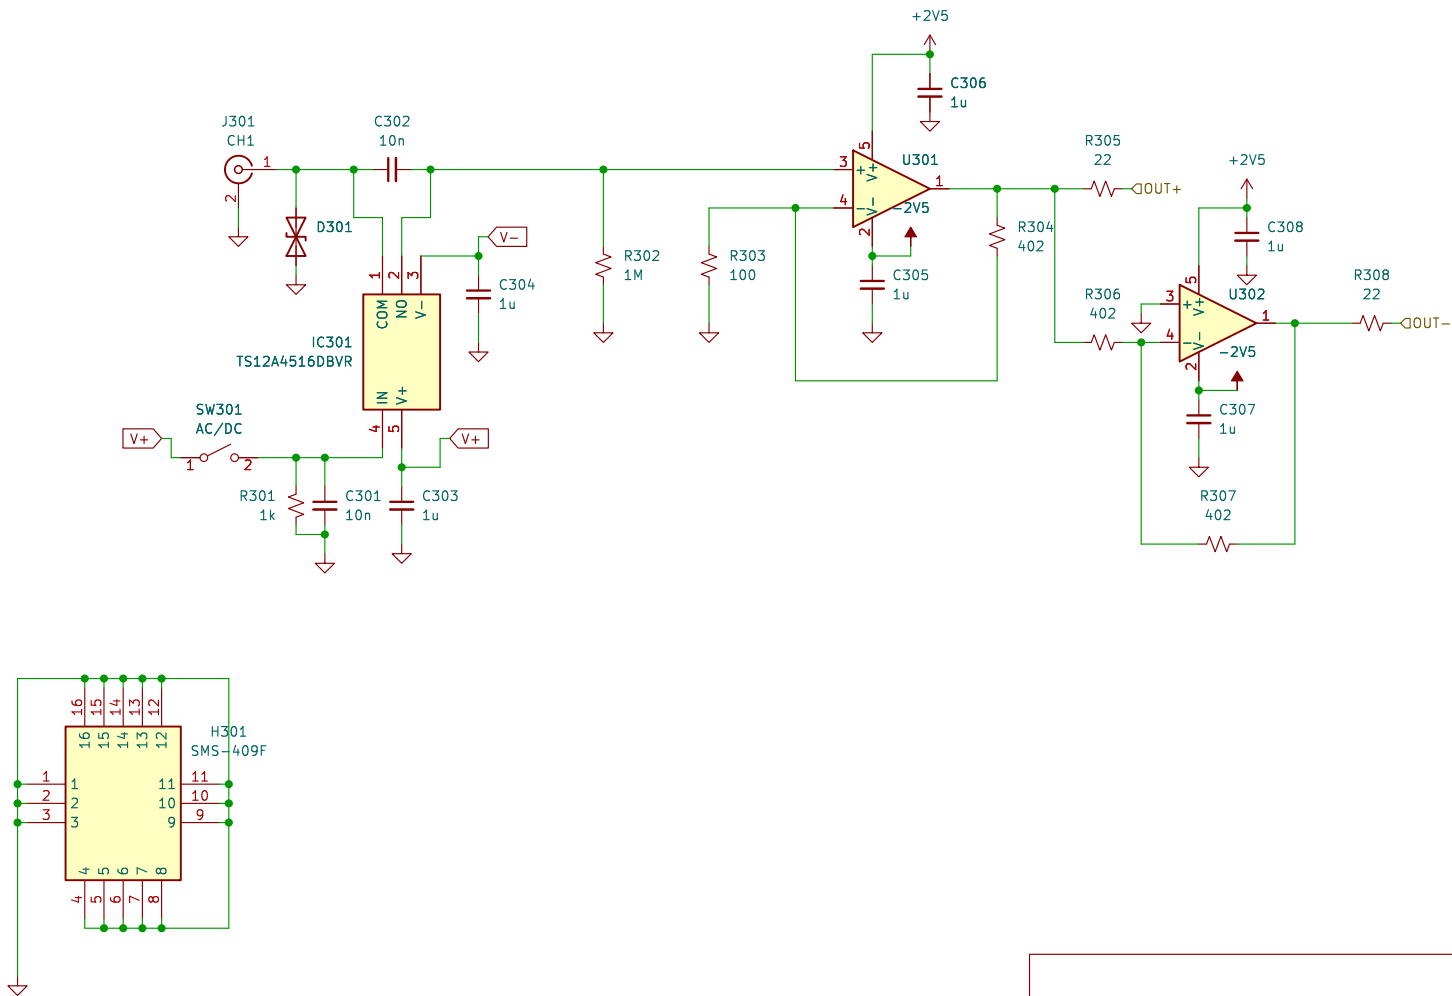 +2V5
C306
1u
J301
CH1
1
2
C302
10n
D301
V-
C304
1u
1
2
3
COM
NO
V-
IC301
TS12A4516DBVR
IN
V+
4
5
SW301
AC/DC
V+
1
2
V+
R301
1k
C301
10n
C303
1u
R302
1M
R303
100
3
4
5
+
-
V+
V-
U301
1
-2V5
2
C305
1u
R304
402
R305
22
OUT+
+2V5
C308
1u
R306
402
3
4
5
+
-
V+
V-
U302
1
-2V5
2
C307
1u
R307
402
R308
22
OUT-
16
15
14
13
12
16
15
14
13
12
H301
SMS-409F
1
1
11
11
2
2
10
10
3
3
9
9
4
5
6
7
8
4
5
6
7
8